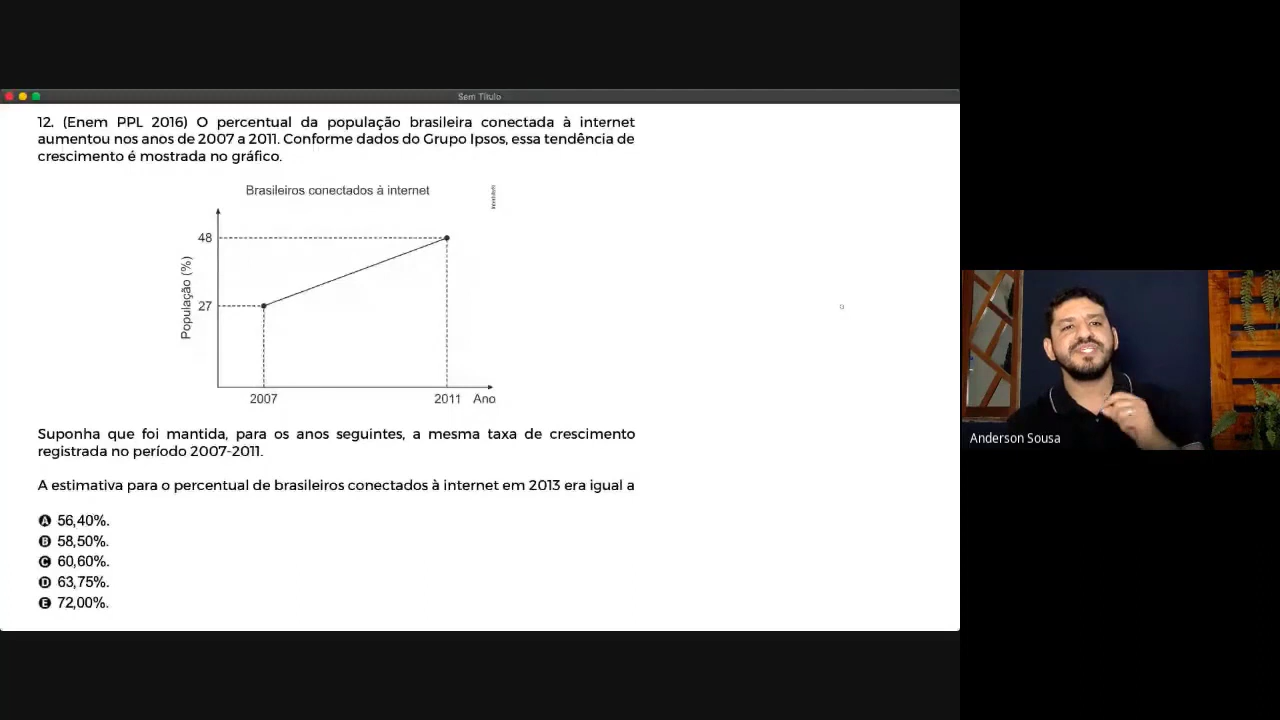 Sem Título
12. (Enem PPL 2016) O percentual da população brasileira conectada à internet
aumentou nos anos de 2007 a 2011. Conforme dados do Grupo Ipsos, essa tendência de
crescimento é mostrada no gráfico.
Brasileiros conectados à internet
48
27
População (%)
2007
2011
Ano
Suponha que foi mantida, para os anos seguintes, a mesma taxa de crescimento
registrada no período 2007-2011.
A estimativa para o percentual de brasileiros conectados à internet em 2013 era igual a
A 56,40%.
B 58,50%.
C 60,60%.
D 63,75%.
E 72,00%.
Anderson Sousa